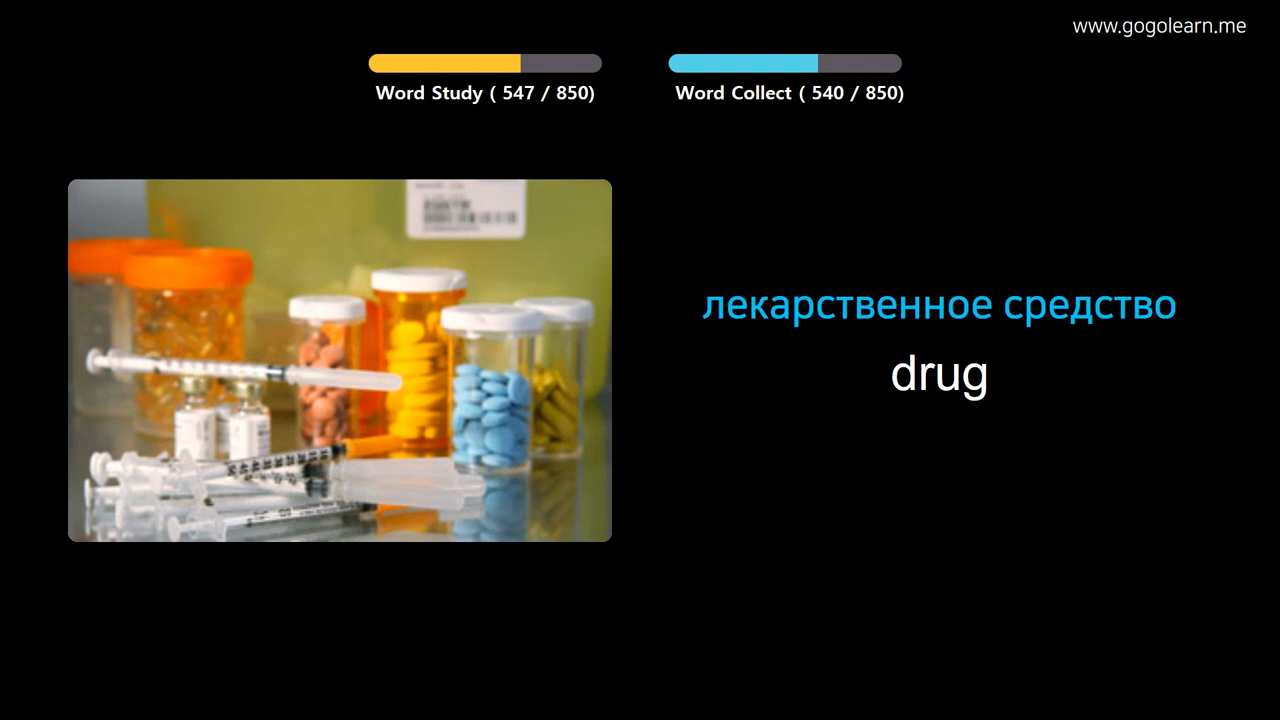 www.gogolearn.me
Word Study ( 547 / 850)
Word Collect ( 540 / 850)
лекарственное средство
drug